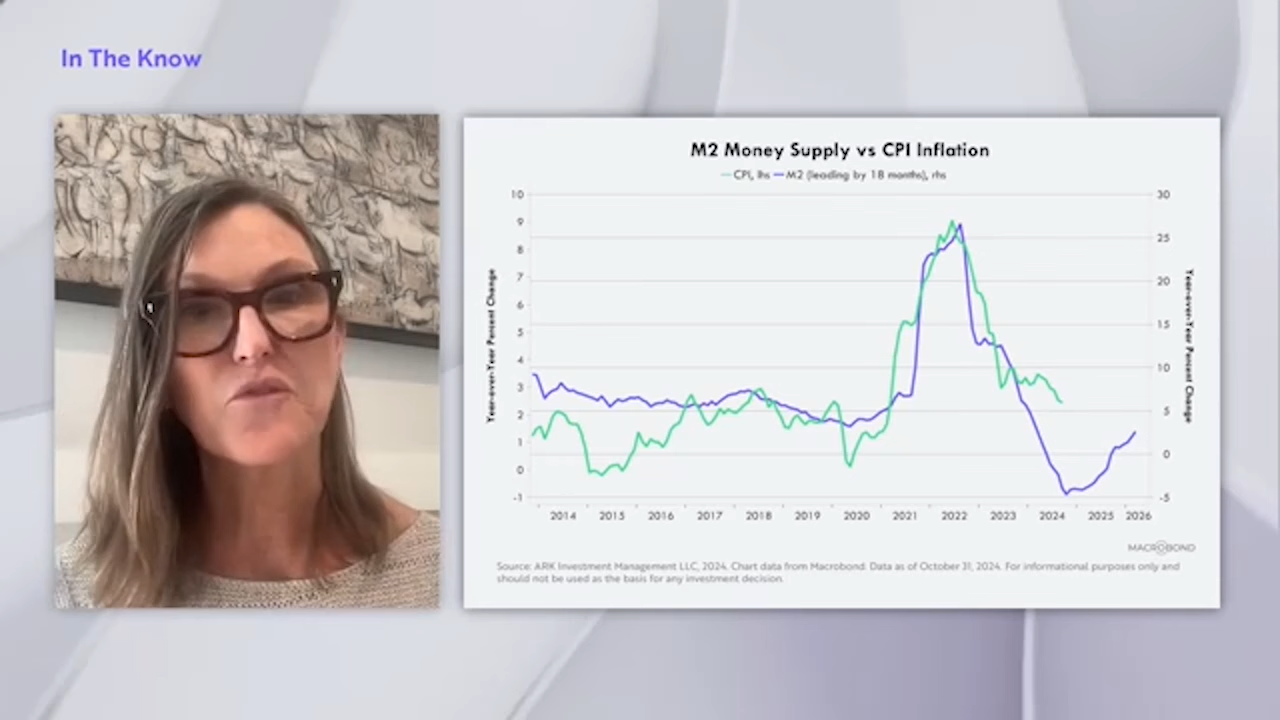 In The Know
M2 Money Supply vs CPI Inflation
CPI, lhs M2 (leading by 18 months), rhs
Year-over-Year Percent Change
10
9
8
7
6
5
4
3
2
1
0
-1
30
25
20
15
10
5
0
-5
Year-over-Year Percent Change
2014 2015 2016 2017 2018 2019 2020 2021 2022 2023 2024 2025 2026
MACROBOND
Source: ARK Investment Management LLC, 2024. Chart data from Macrobond. Data as of October 31, 2024. For informational purposes only and
should not be used as the basis for any investment decision.